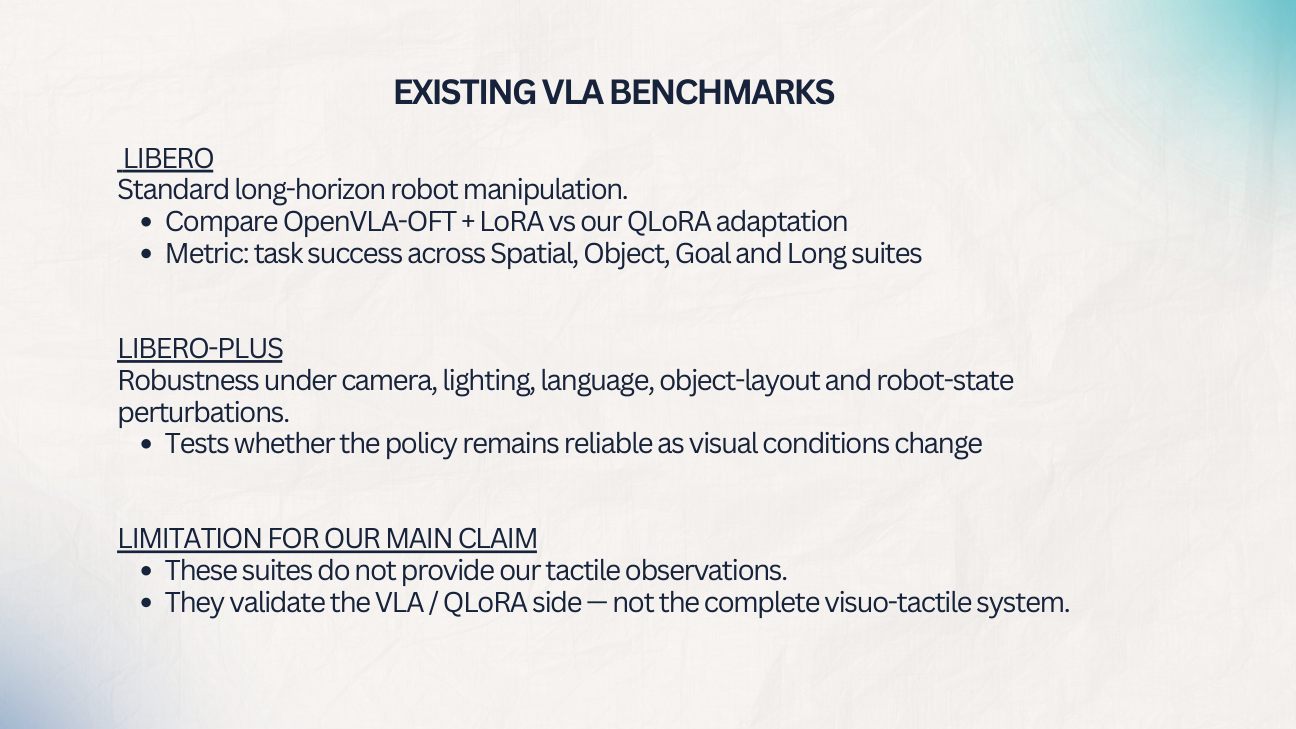 EXISTING VLA BENCHMARKS
LIBERO
Standard long-horizon robot manipulation.
• Compare OpenVLA-OFT + LoRA vs our QLoRA adaptation
• Metric: task success across Spatial, Object, Goal and Long suites
LIBERO-PLUS
Robustness under camera, lighting, language, object-layout and robot-state
perturbations.
• Tests whether the policy remains reliable as visual conditions change
LIMITATION FOR OUR MAIN CLAIM
• These suites do not provide our tactile observations.
• They validate the VLA / QLoRA side — not the complete visuo-tactile system.